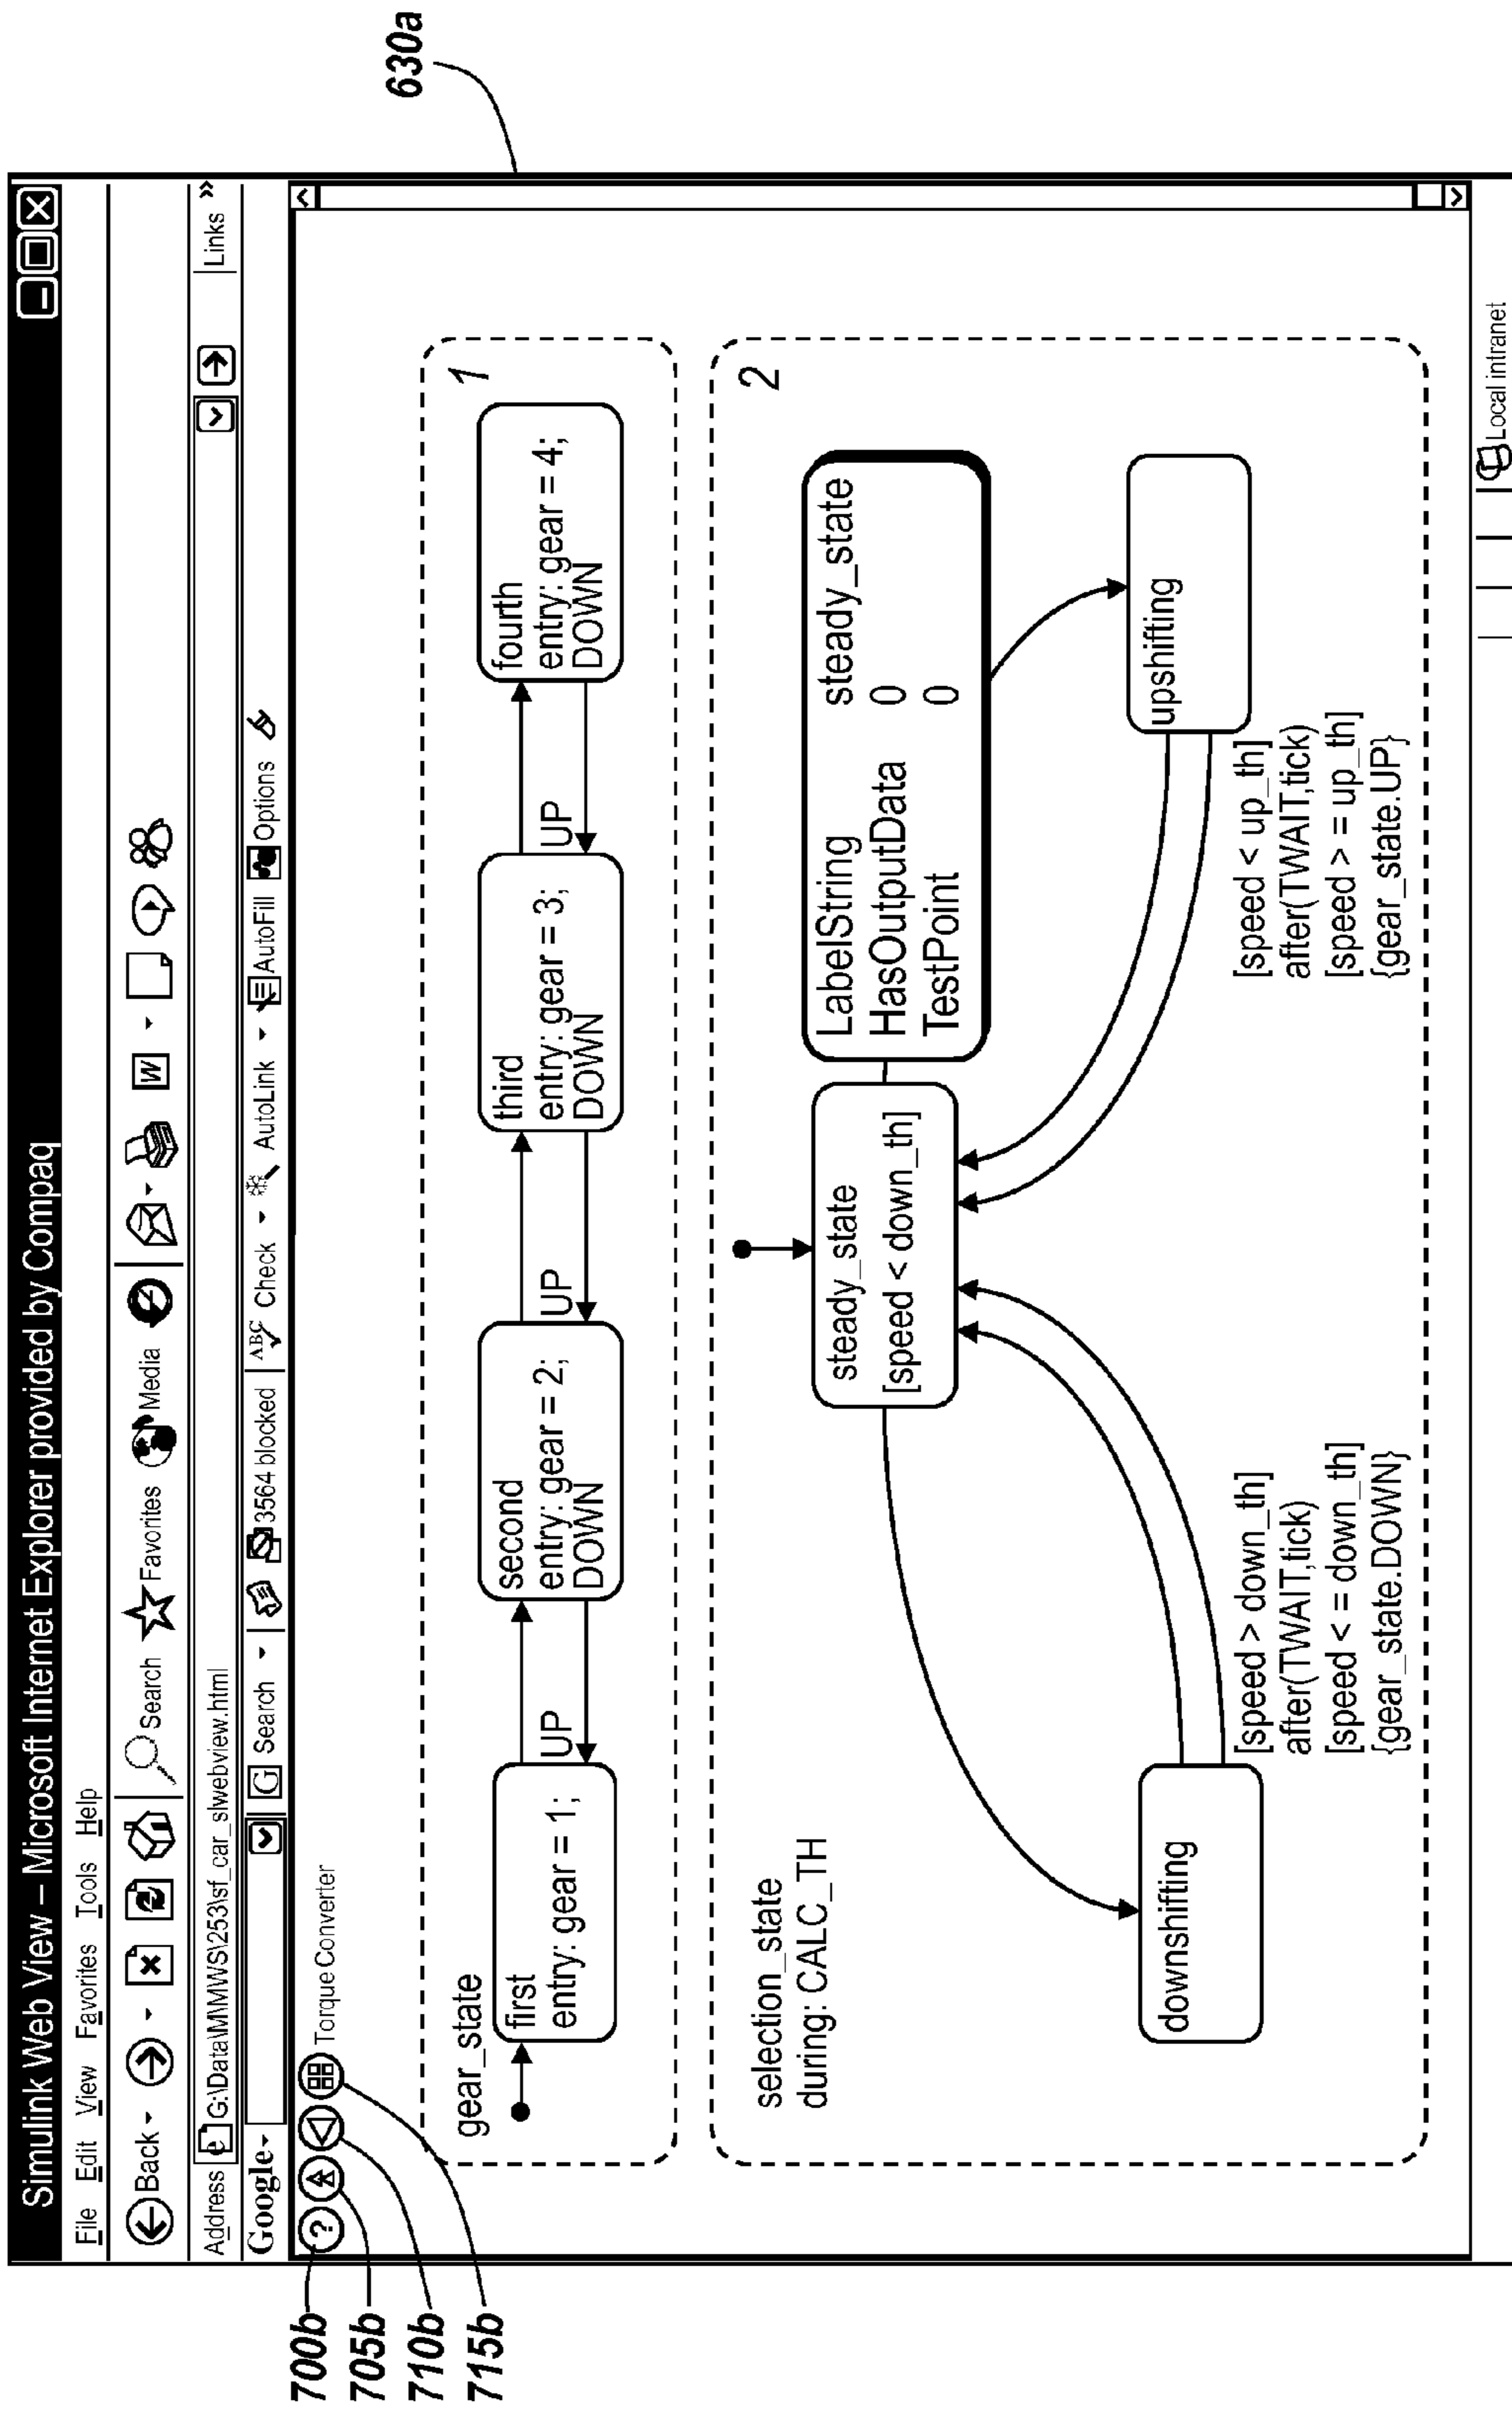 Simulink Web View – Microsoft Internet Explorer provided by Compaq
File Edit View Favorites Tools Help
Back Search Favorites Media W
Address G:\Data\M\MWS\253\sf_car_slwebview.html Links »
Google G Search 3564 blocked ABC Check AutoLink AutoFill Options
? Torque Converter
700b
705b
710b
715b
630a
gear_state
1
first
entry: gear = 1;
UP
second
entry: gear = 2;
DOWN
UP
third
entry: gear = 3;
DOWN
UP
fourth
entry: gear = 4;
DOWN
selection_state
during: CALC_TH
2
steady_state
[speed < down_th]
LabelString steady_state
HasOutputData 0
TestPoint 0
downshifting
upshifting
[speed > down_th]
after(TWAIT,tick)
[speed < = down_th]
{gear_state.DOWN}
[speed < up_th]
after(TWAIT,tick)
[speed > = up_th]
{gear_state.UP}
Local intranet